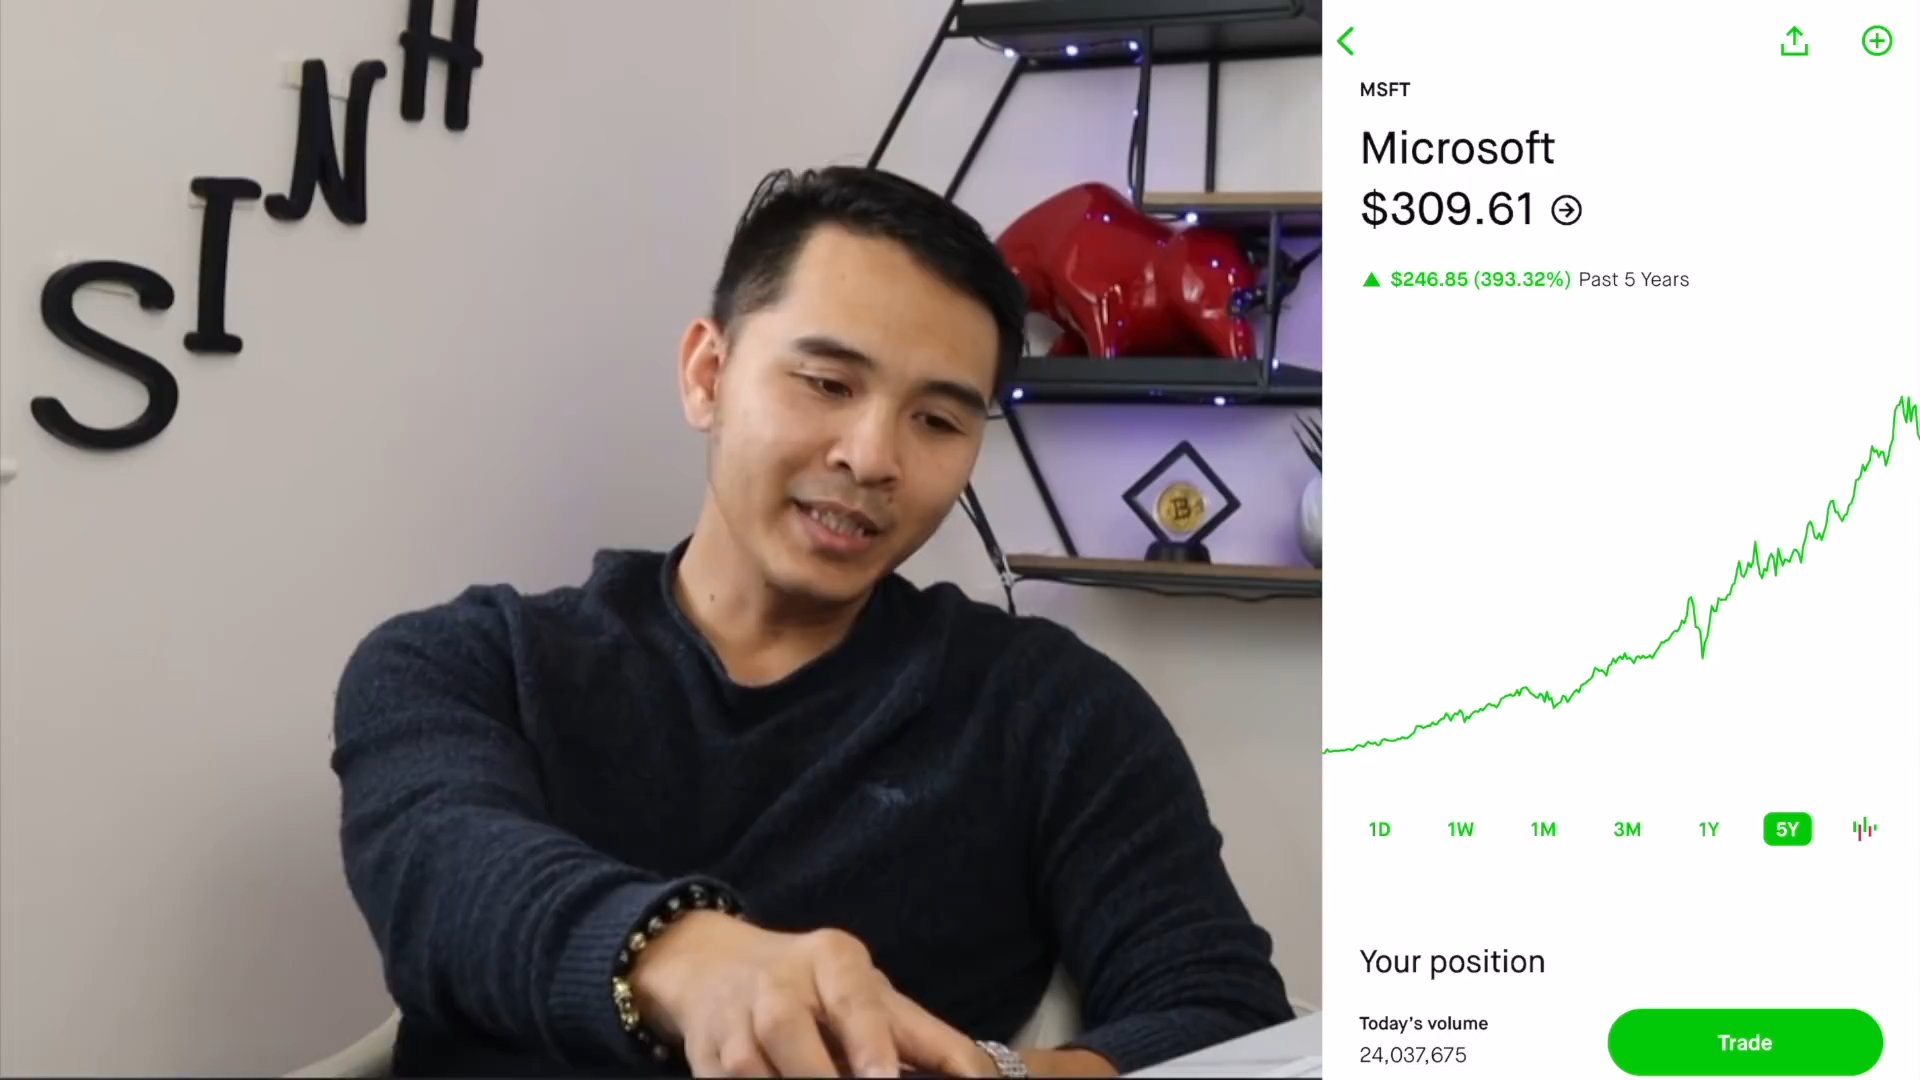 SINH
MSFT
Microsoft
$309.61
$246.85 (393.32%) Past 5 Years
1D 1W 1M 3M 1Y 5Y
Your position
Today's volume
24,037,675
Trade